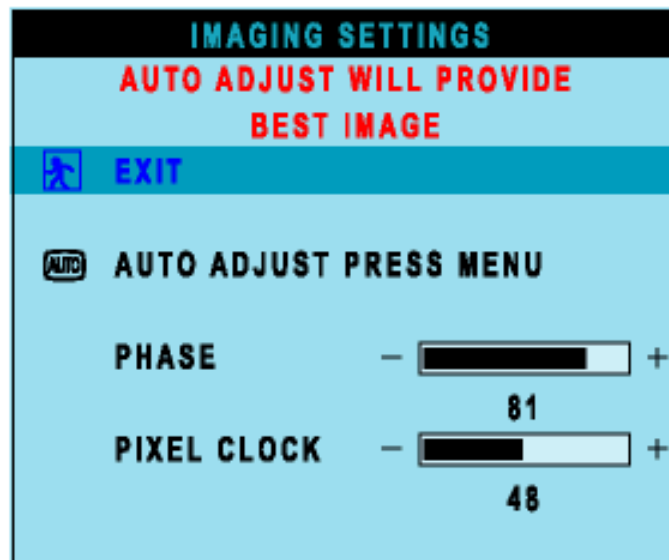 IMAGING SETTINGS
AUTO ADJUST WILL PROVIDE
BEST IMAGE
EXIT
AUTO AUTO ADJUST PRESS MENU
PHASE - +
81
PIXEL CLOCK - +
48